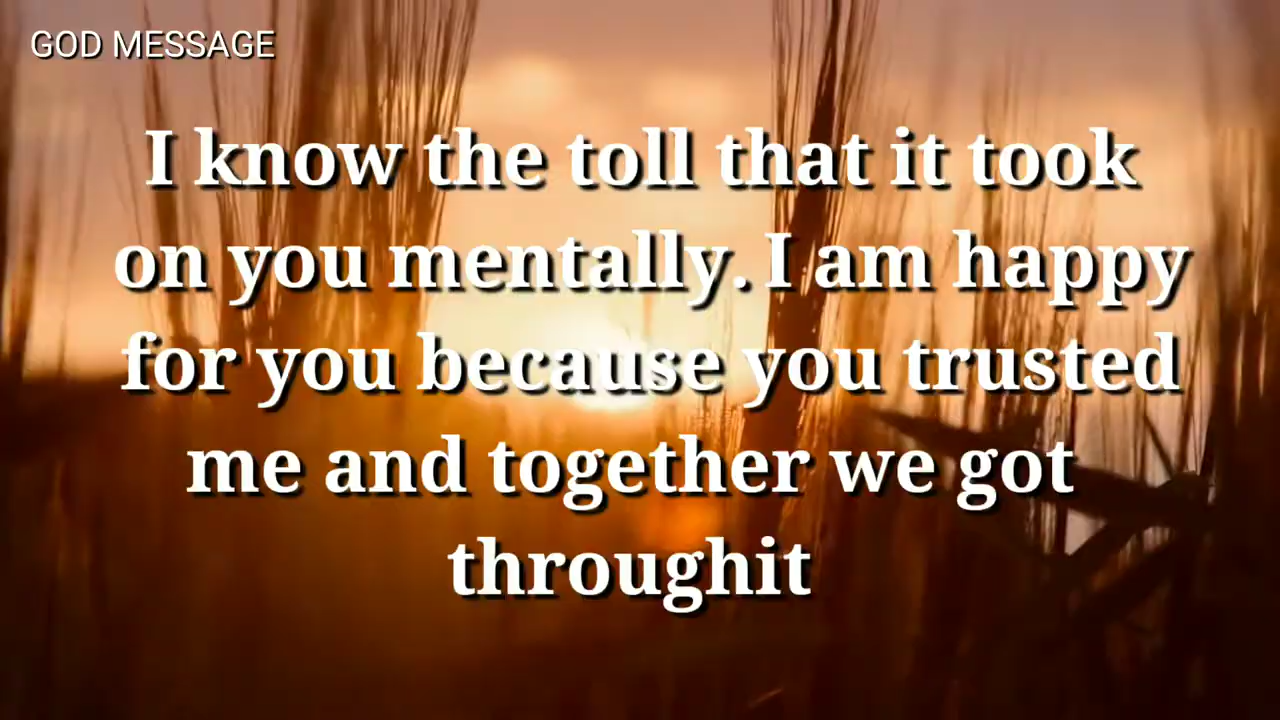 GOD MESSAGE
I know the toll that it took
on you mentally. I am happy
for you because you trusted
me and together we got
throughit